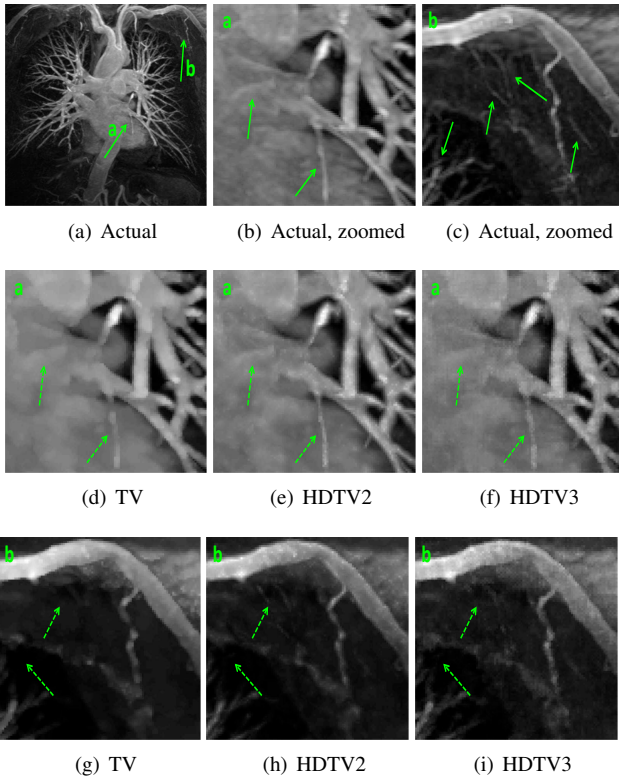 b
a
a
b
(a) Actual
(b) Actual, zoomed
(c) Actual, zoomed
a
a
a
(d) TV
(e) HDTV2
(f) HDTV3
b
b
b
(g) TV
(h) HDTV2
(i) HDTV3